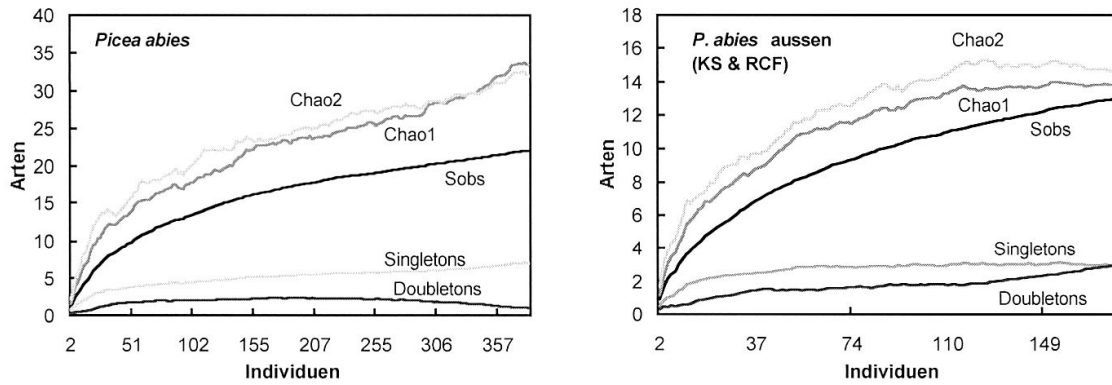 40
35
30
25
20
15
10
5
0
Arten
Picea abies
Chao2
Chao1
Sobs
Singletons
Doubletons
2 51 102 155 207 255 306 357
Individuen
18
16
14
12
10
8
6
4
2
0
Arten
P. abies aussen
(KS & RCF)
Chao2
Chao1
Sobs
Singletons
Doubletons
2 37 74 110 149
Individuen